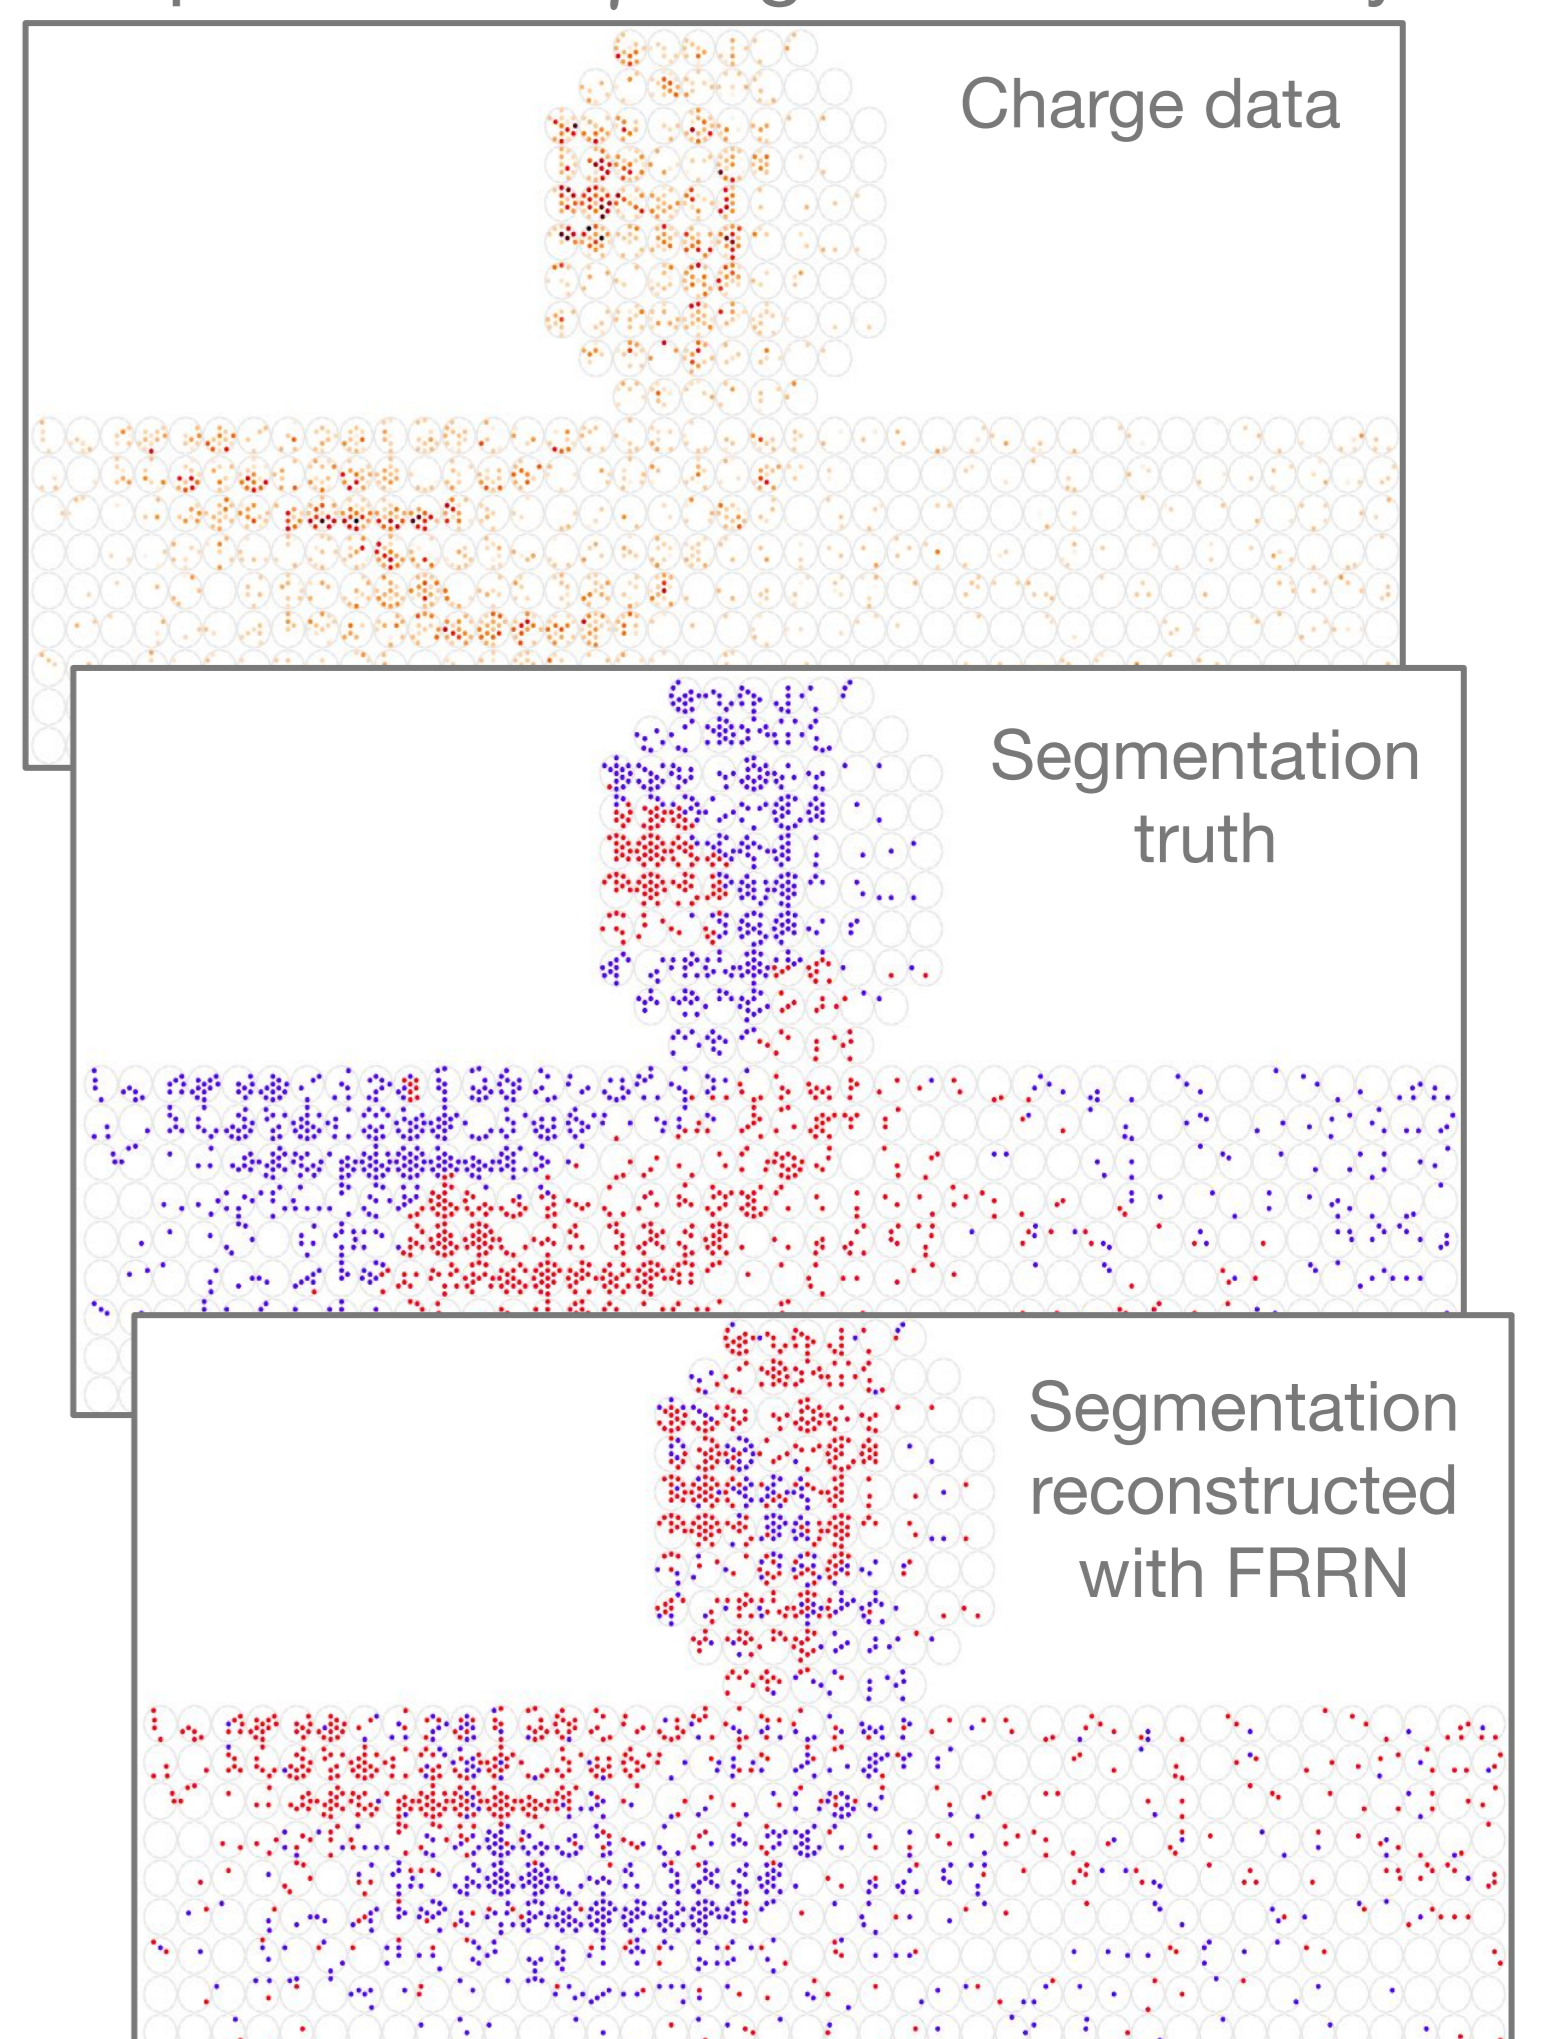 Charge data
Segmentation
truth
Segmentation
reconstructed
with FRRN